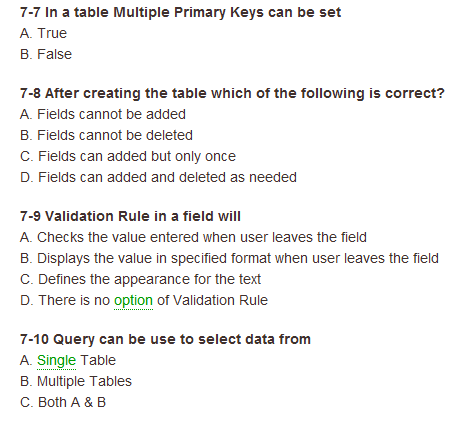 7-7 In a table Multiple Primary Keys can be set
A. True
B. False
7-8 After creating the table which of the following is correct?
A. Fields cannot be added
B. Fields cannot be deleted
C. Fields can added but only once
D. Fields can added and deleted as needed
7-9 Validation Rule in a field will
A. Checks the value entered when user leaves the field
B. Displays the value in specified format when user leaves the field
C. Defines the appearance for the text
D. There is no option of Validation Rule
7-10 Query can be use to select data from
A. Single Table
B. Multiple Tables
C. Both A & B